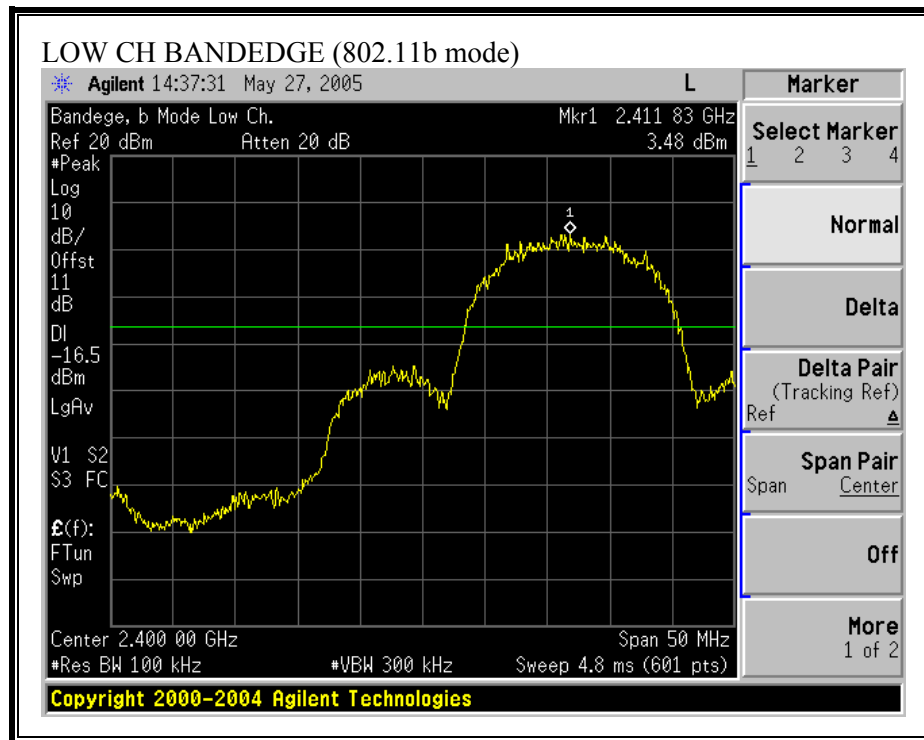 LOW CH BANDEDGE (802.11b mode)
Agilent 14:37:31 May 27, 2005 L
Bandege, b Mode Low Ch. Mkr1 2.411 83 GHz
Ref 20 dBm Atten 20 dB 3.48 dBm
#Peak
Log
10
dB/
Offst
11
dB
DI
-16.5
dBm
LgAv
V1 S2
S3 FC
£(f):
FTun
Swp
1
Center 2.400 00 GHz Span 50 MHz
#Res BW 100 kHz #VBW 300 kHz Sweep 4.8 ms (601 pts)
Copyright 2000-2004 Agilent Technologies
Marker
Select Marker
1 2 3 4
Normal
Delta
Delta Pair
(Tracking Ref)
Ref Δ
Span Pair
Span Center
Off
More
1 of 2